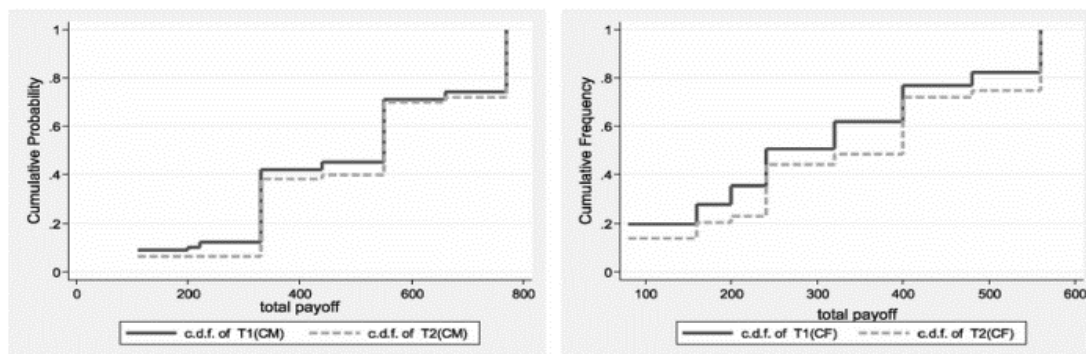 Cumulative Probability
1
.8
.6
.4
.2
0
0 200 400 600 800
total payoff
c.d.f. of T1(CM) c.d.f. of T2(CM)
Cumulative Frequency
1
.8
.6
.4
.2
0
100 200 300 400 500 600
total payoff
c.d.f. of T1(CF) c.d.f. of T2(CF)